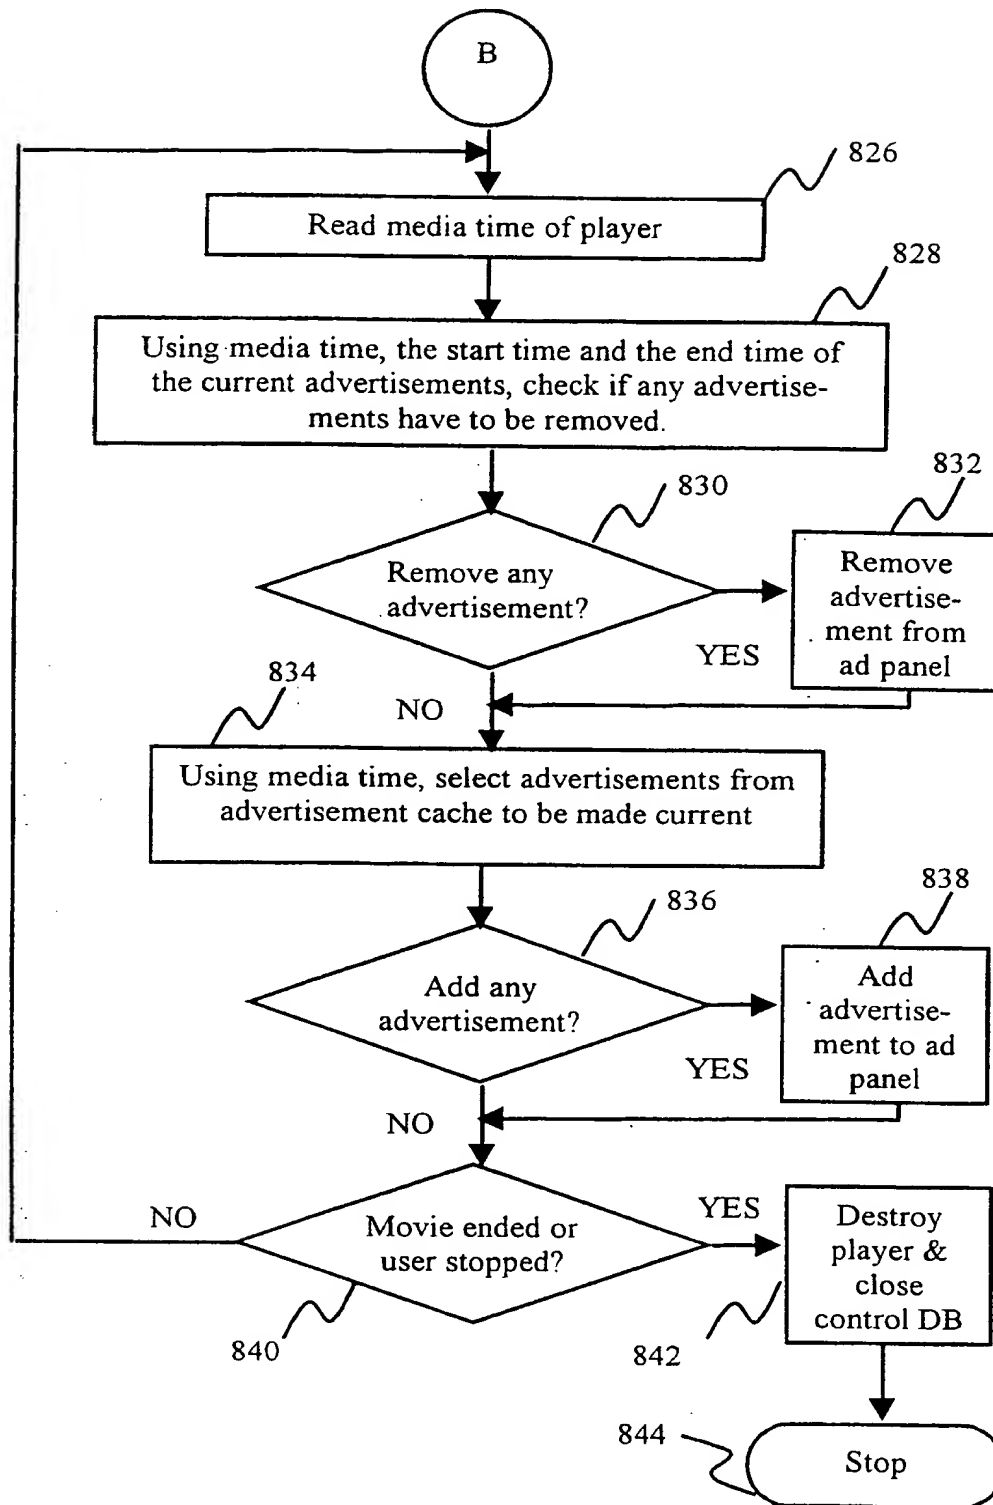 B
826
Read media time of player
828
Using media time, the start time and the end time of
the current advertisements, check if any advertise-
ments have to be removed.
830
832
Remove any
advertisement?
Remove
advertise-
ment from
ad panel
YES
834
NO
Using media time, select advertisements from
advertisement cache to be made current
836
838
Add any
advertisement?
Add
advertise-
ment to ad
panel
YES
NO
NO
Movie ended or
user stopped?
YES
Destroy
player &
close
control DB
840
842
844
Stop